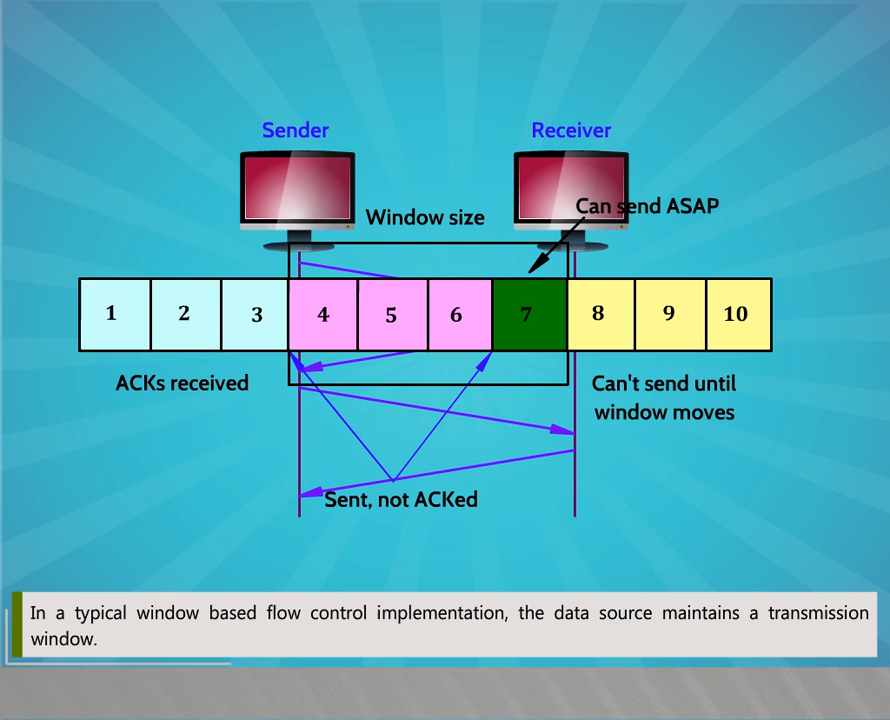 Sender
Receiver
Can send ASAP
Window size
1 2 3 4 5 6 7 8 9 10
ACKs received
Can't send until
window moves
Sent, not ACKed
In a typical window based flow control implementation, the data source maintains a transmission
window.